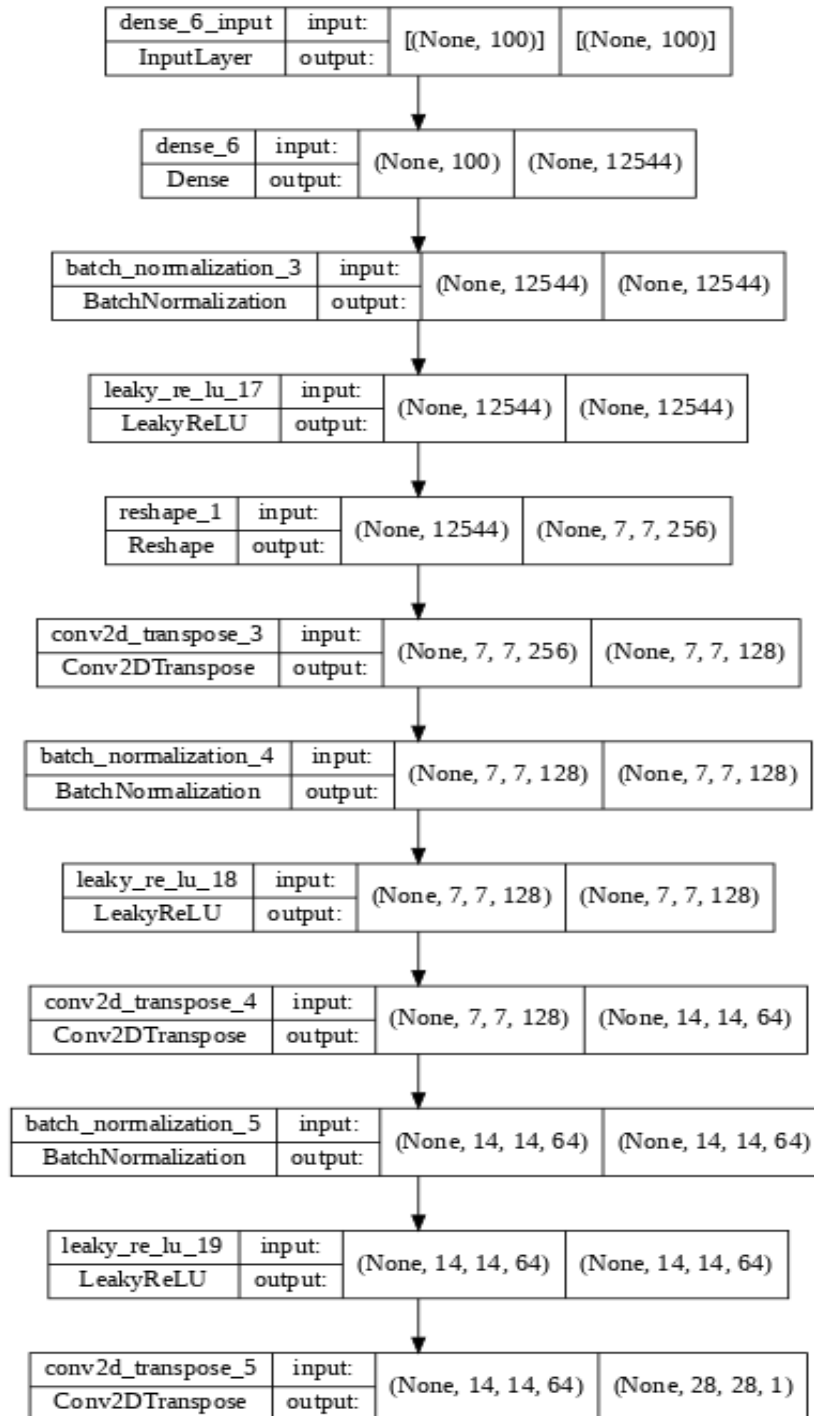 dense_6_input input: [(None, 100)] [(None, 100)]
InputLayer output:
dense_6 input: (None, 100) (None, 12544)
Dense output:
batch_normalization_3 input: (None, 12544) (None, 12544)
BatchNormalization output:
leaky_re_lu_17 input: (None, 12544) (None, 12544)
LeakyReLU output:
reshape_1 input: (None, 12544) (None, 7, 7, 256)
Reshape output:
conv2d_transpose_3 input: (None, 7, 7, 256) (None, 7, 7, 128)
Conv2DTranspose output:
batch_normalization_4 input: (None, 7, 7, 128) (None, 7, 7, 128)
BatchNormalization output:
leaky_re_lu_18 input: (None, 7, 7, 128) (None, 7, 7, 128)
LeakyReLU output:
conv2d_transpose_4 input: (None, 7, 7, 128) (None, 14, 14, 64)
Conv2DTranspose output:
batch_normalization_5 input: (None, 14, 14, 64) (None, 14, 14, 64)
BatchNormalization output:
leaky_re_lu_19 input: (None, 14, 14, 64) (None, 14, 14, 64)
LeakyReLU output:
conv2d_transpose_5 input: (None, 14, 14, 64) (None, 28, 28, 1)
Conv2DTranspose output: